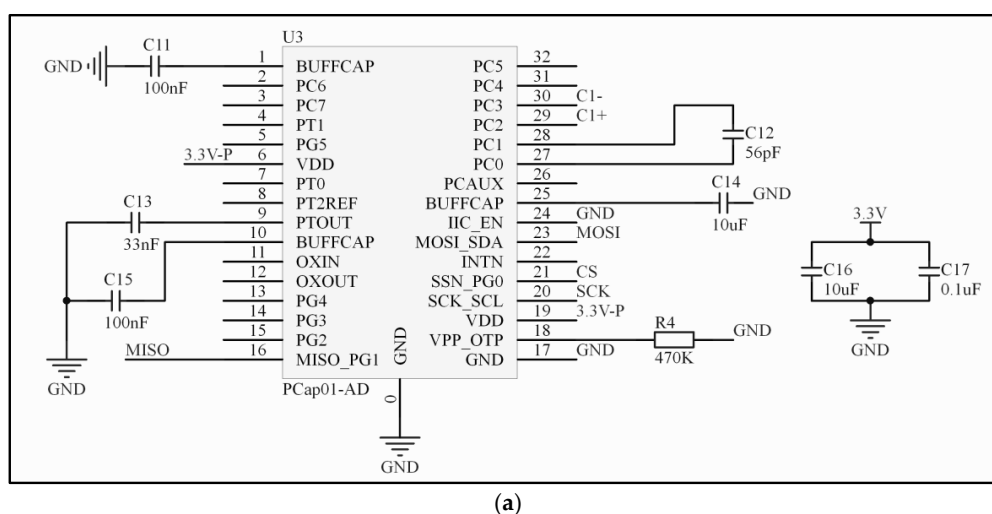 U3
C11
GND
100nF
1
BUFFCAP
PC5
32
2
PC6
PC4
31
3
PC7
PC3
30
C1-
4
PT1
PC2
29
C1+
5
PG5
PC1
28
C12
56pF
3.3V-P
6
VDD
PC0
27
7
PT0
PCAUX
26
8
PT2REF
BUFFCAP
25
C14
GND
10uF
C13
33nF
9
PTOUT
IIC_EN
24
GND
10
BUFFCAP
MOSI_SDA
23
MOSI
11
OXIN
INTN
22
C15
100nF
12
OXOUT
SSN_PG0
21
CS
13
PG4
SCK_SCL
20
SCK
14
PG3
VDD
19
3.3V-P
15
PG2
VPP_OTP
18
R4
GND
470K
MISO
16
MISO_PG1
GND
17
GND
GND
PCap01-AD
0
GND
GND
3.3V
C16
10uF
C17
0.1uF
GND
(a)